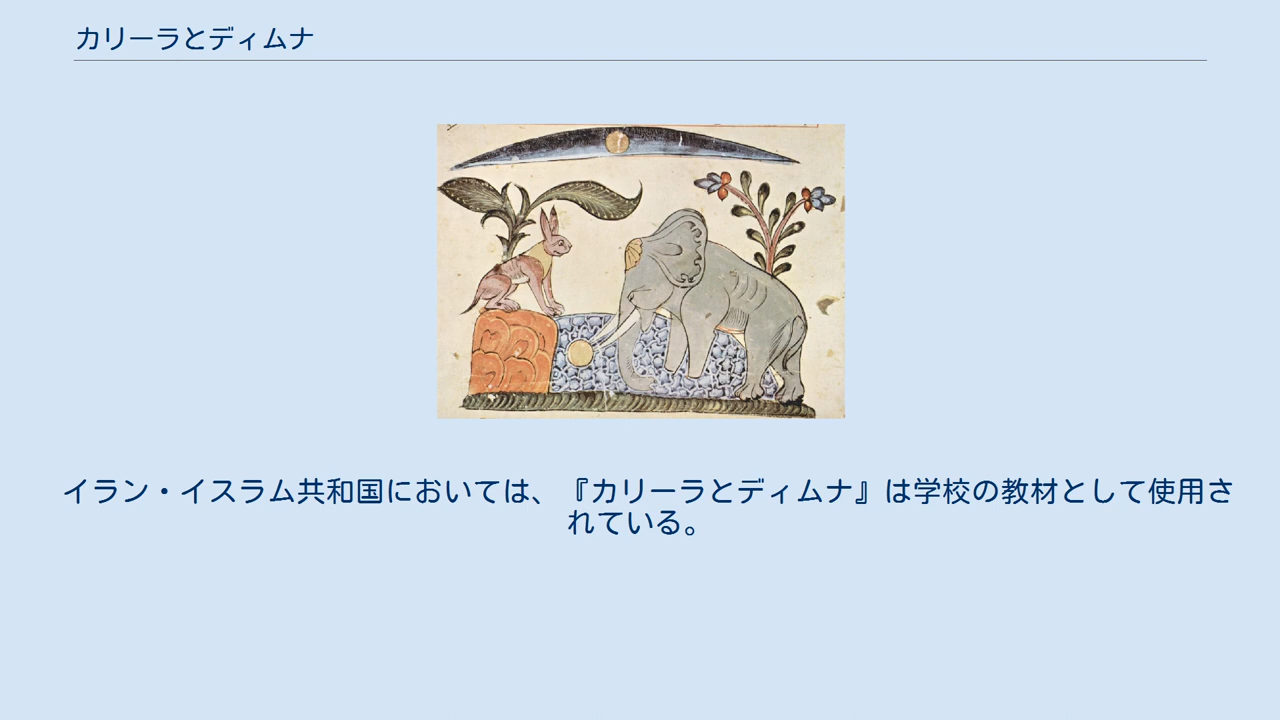 カリーラとディムナ
イラン・イスラム共和国においては、『カリーラとディムナ』は学校の教材として使用さ
れている。